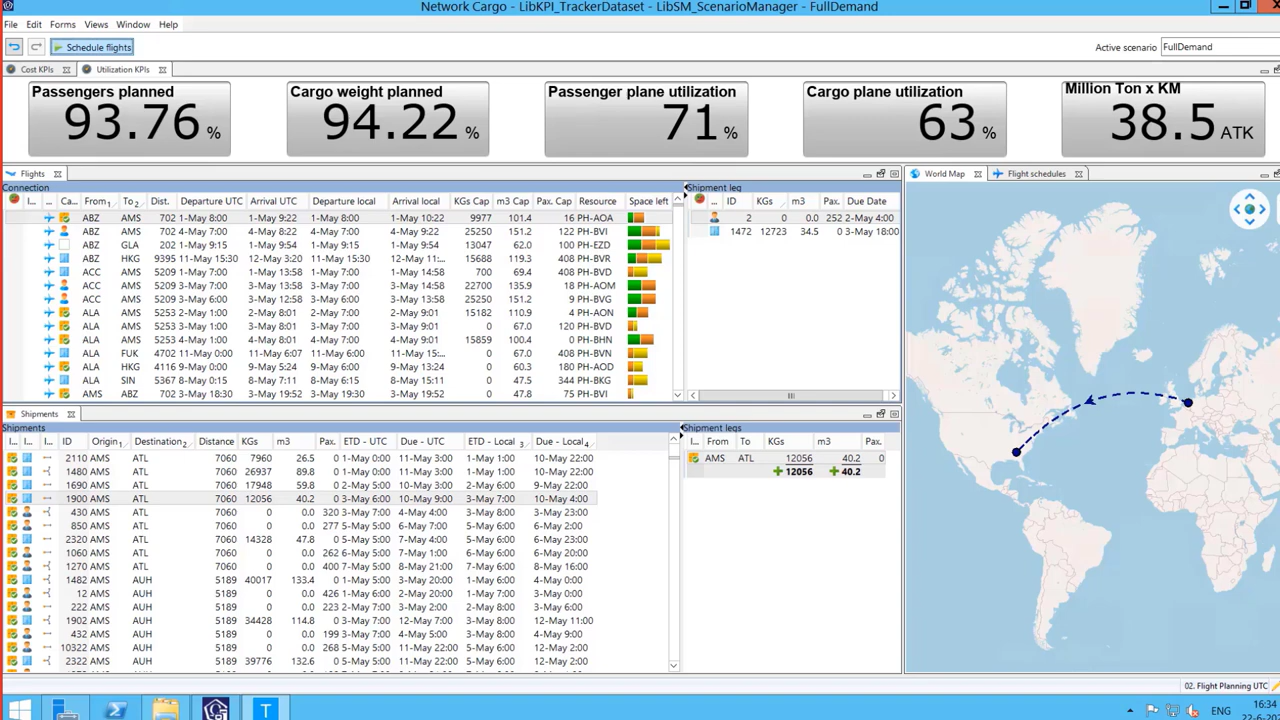 Network Cargo - LibKPI_TrackerDataset - LibSM_ScenarioManager - FullDemand
File Edit Forms Views Window Help
Schedule flights Active scenario FullDemand
Cost KPIs Utilization KPIs
Passengers planned Cargo weight planned Passenger plane utilization Cargo plane utilization Million Ton x KM
93.76 % 94.22 % 71 % 63 % 38.5 ATK
Flights World Map Flight schedules
Connection Shipment leg
I... ... Ca... From 1 To 2 Dist. Departure UTC Arrival UTC Departure local Arrival local KGs Cap m3 Cap Pax. Cap Resource Space left ... ID KGs m3 Pax. Due Date
ABZ AMS 702 1-May 8:00 1-May 9:22 1-May 8:00 1-May 10:22 9977 101.4 16 PH-AOA 2 0 0.0 252 2-May 4:00
ABZ AMS 702 4-May 7:00 4-May 8:22 4-May 7:00 4-May 9:22 25250 151.2 122 PH-BVI 1472 12723 34.5 0 3-May 18:00
ABZ GLA 202 1-May 9:15 1-May 9:54 1-May 9:15 1-May 9:54 13047 62.0 100 PH-EZD
ABZ HKG 9395 11-May 15:30 12-May 3:20 11-May 15:30 12-May 11:... 15688 119.3 408 PH-BVR
ACC AMS 5209 1-May 7:00 1-May 13:58 1-May 7:00 1-May 14:58 700 69.4 408 PH-BVD
ACC AMS 5209 3-May 7:00 3-May 13:58 3-May 7:00 3-May 14:58 22700 135.9 18 PH-AOM
ACC AMS 5209 3-May 6:00 3-May 12:58 3-May 6:00 3-May 13:58 25250 151.2 9 PH-BVG
ALA AMS 5253 1-May 2:00 2-May 8:01 2-May 2:00 2-May 9:01 15182 110.9 4 PH-AON
ALA AMS 5253 3-May 4:00 3-May 8:01 3-May 7:00 3-May 9:01 0 67.0 120 PH-BVD
ALA AMS 5253 4-May 1:00 4-May 8:01 4-May 7:00 4-May 9:01 15859 100.4 0 PH-BHN
ALA FUK 4702 11-May 0:00 11-May 6:07 11-May 6:00 11-May 15:... 0 67.0 408 PH-BVN
ALA HKG 4116 9-May 0:00 9-May 5:24 9-May 6:00 9-May 13:24 0 60.3 180 PH-AOD
ALA SIN 5367 8-May 0:15 8-May 7:11 8-May 6:15 8-May 15:11 0 47.5 344 PH-BKG
AMS ABZ 702 3-May 18:30 3-May 19:52 3-May 18:30 3-May 19:52 0 47.8 75 PH-BVI
Shipments
Shipments Shipment legs
I... I... I... ID Origin 1 Destination 2 Distance KGs m3 Pax. ETD - UTC Due - UTC ETD - Local 3 Due - Local 4 I... From To KGs m3 Pax.
2110 AMS ATL 7060 7960 26.5 0 1-May 0:00 11-May 3:00 1-May 1:00 10-May 22:00 AMS ATL 12056 40.2 0
1480 AMS ATL 7060 26937 89.8 0 1-May 5:00 3-May 3:00 1-May 6:00 2-May 22:00 12056 40.2
1690 AMS ATL 7060 17948 59.8 0 2-May 5:00 10-May 3:00 2-May 6:00 9-May 22:00
1900 AMS ATL 7060 12056 40.2 0 3-May 6:00 10-May 9:00 3-May 7:00 10-May 4:00
430 AMS ATL 7060 0 0.0 320 3-May 7:00 4-May 4:00 3-May 8:00 3-May 23:00
850 AMS ATL 7060 0 0.0 277 5-May 6:00 6-May 7:00 5-May 7:00 6-May 2:00
2320 AMS ATL 7060 14328 47.8 0 5-May 7:00 7-May 4:00 5-May 8:00 6-May 23:00
1060 AMS ATL 7060 0 0.0 262 6-May 5:00 7-May 1:00 6-May 6:00 6-May 20:00
1270 AMS ATL 7060 0 0.0 400 7-May 5:00 8-May 21:00 7-May 6:00 8-May 16:00
1482 AMS AUH 5189 40017 133.4 0 1-May 5:00 3-May 20:00 1-May 6:00 4-May 0:00
12 AMS AUH 5189 0 0.0 426 1-May 6:00 2-May 20:00 1-May 7:00 3-May 0:00
222 AMS AUH 5189 0 0.0 223 2-May 7:00 3-May 2:00 2-May 8:00 3-May 6:00
1902 AMS AUH 5189 34428 114.8 0 3-May 6:00 12-May 7:00 3-May 7:00 12-May 11:00
432 AMS AUH 5189 0 0.0 199 3-May 7:00 4-May 5:00 3-May 8:00 4-May 9:00
10322 AMS AUH 5189 0 0.0 268 5-May 5:00 11-May 22:00 5-May 6:00 12-May 2:00
2322 AMS AUH 5189 39776 132.6 0 5-May 5:00 11-May 22:00 5-May 6:00 12-May 2:00
02. Flight Planning UTC
ENG 16:34